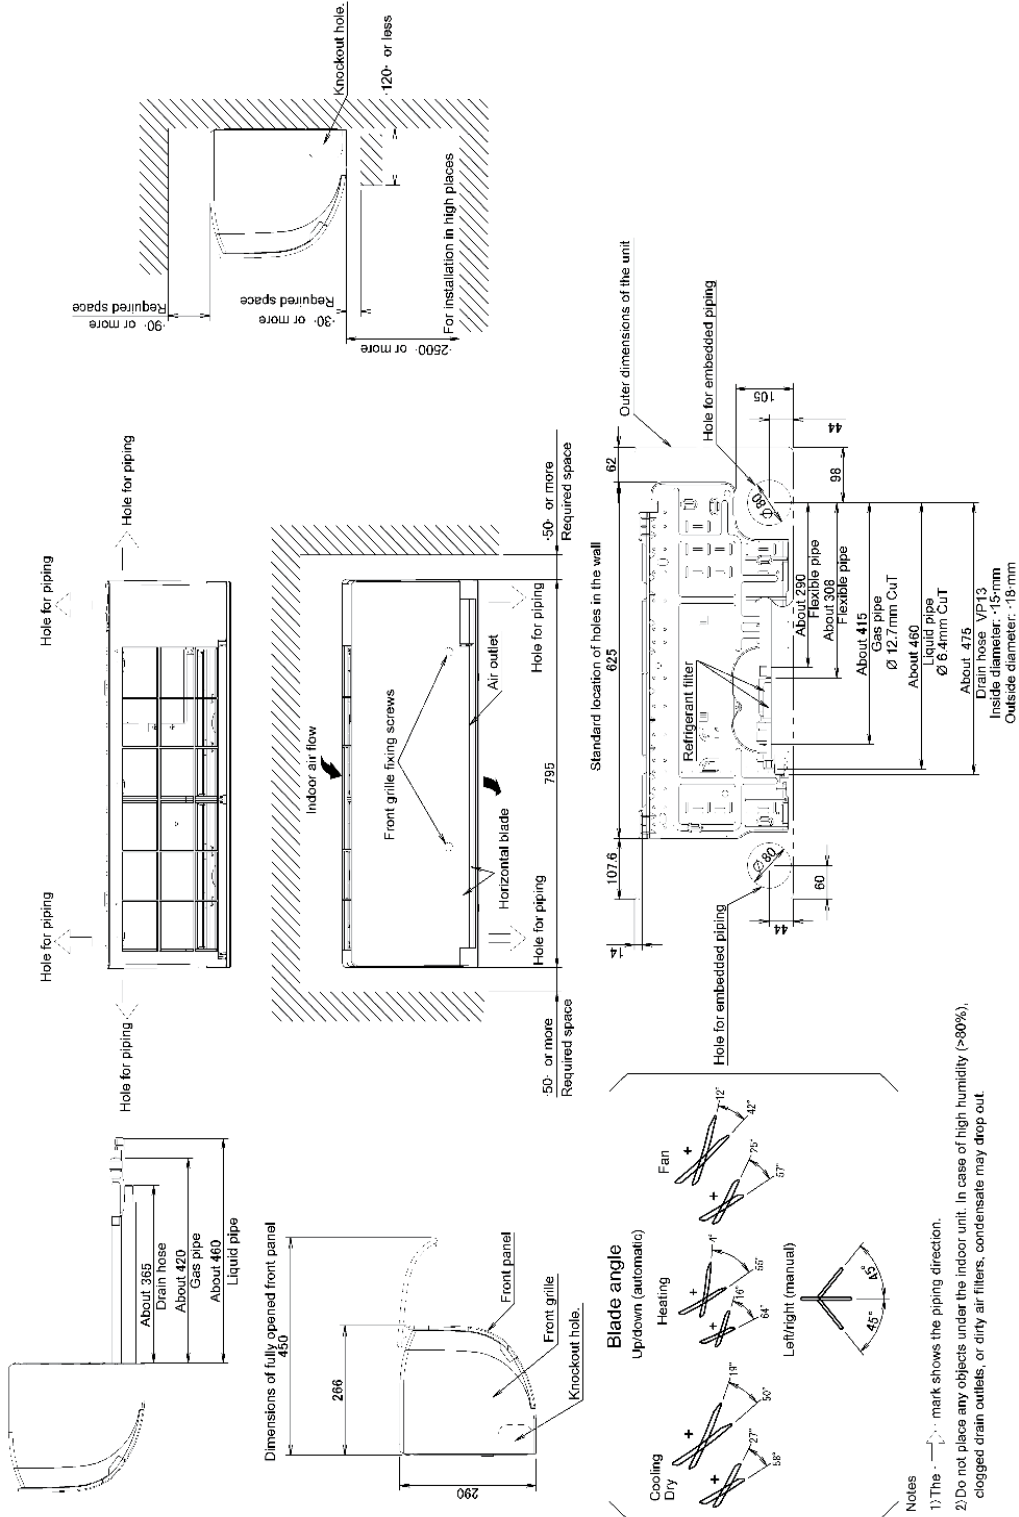 Knockout hole.
·120· or less
·90· or more
Required space
·30· or more
Required space
·2500· or more
For installation in high places
Hole for piping
Hole for piping
Hole for piping
Hole for piping
About 365
Drain hose
About 420
Gas pipe
About 460
Liquid pipe
Indoor air flow
Front grille fixing screws
Air outlet
Horizontal blade
Hole for piping
Hole for piping
795
·50· or more
Required space
·50· or more
Required space
Dimensions of fully opened front panel
450
266
290
Front panel
Front grille
Knockout hole.
Standard location of holes in the wall
Outer dimensions of the unit
107.6
625
62
14
Refrigerant filter
Hole for embedded piping
Hole for embedded piping
Ø 80
Ø 80
105
44
98
44
60
About 290
Flexible pipe
About 306
Flexible pipe
About 415
Gas pipe
Ø 12.7mm CuT
About 460
Liquid pipe
Ø 6.4mm CuT
About 475
Drain hose VP13
Inside diameter: ·15·mm
Outside diameter: ·18·mm
Blade angle
Up/down (automatic)
Cooling
Dry
19°
50°
27°
58°
Heating
66°
16°
64°
Fan
12°
42°
25°
57°
Left/right (manual)
45°
45°
Notes
1) The · · mark shows the piping direction.
2) Do not place any objects under the indoor unit. In case of high humidity (>80%),
clogged drain outlets, or dirty air filters, condensate may drop out.